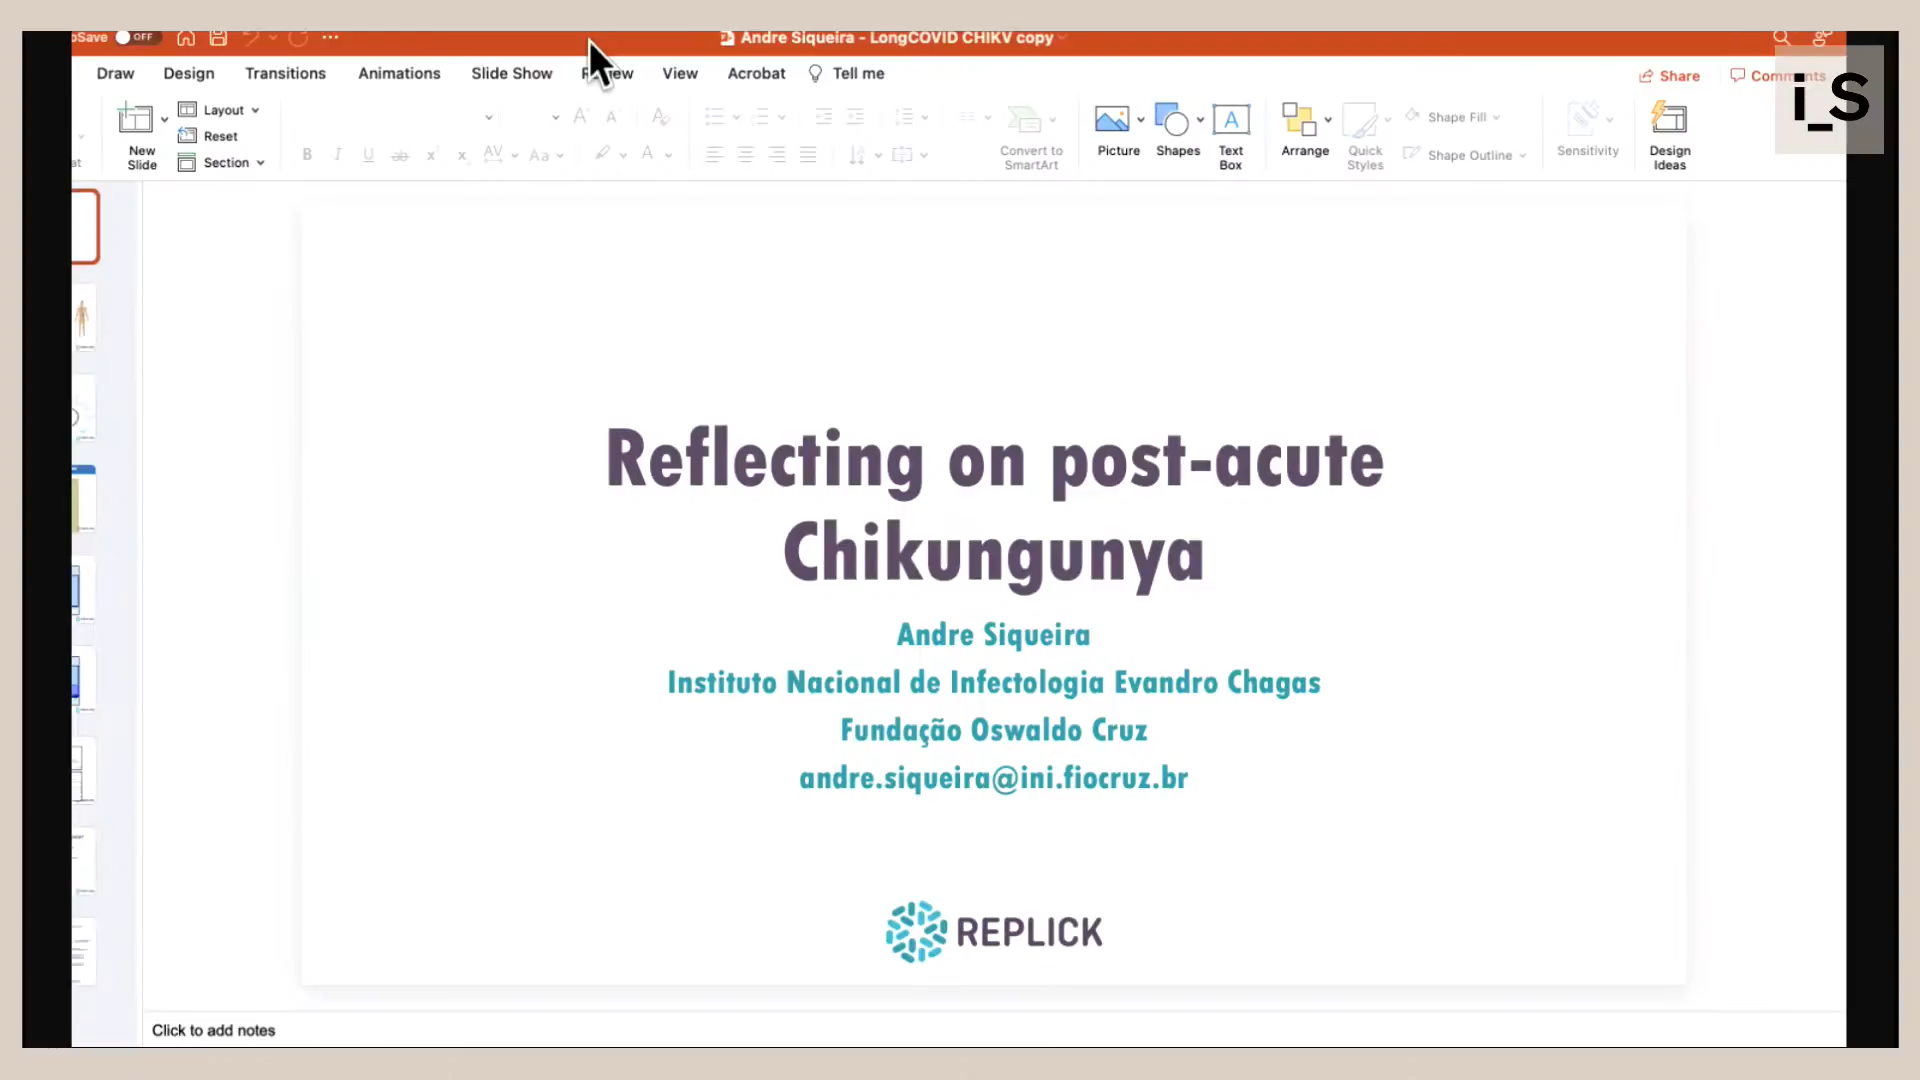 OFF
Andre Siqueira - LongCOVID CHIKV copy
Draw
Design
Transitions
Animations
Slide Show
View
Acrobat
Tell me
Share
i_S
New
Slide
Layout
Reset
Section
Convert to
SmartArt
Picture
Shapes
Text
Box
Arrange
Quick
Styles
Shape Fill
Shape Outline
Sensitivity
Design
Ideas
Reflecting on post-acute
Chikungunya
Andre Siqueira
Instituto Nacional de Infectologia Evandro Chagas
Fundação Oswaldo Cruz
andre.siqueira@ini.fiocruz.br
REPLICK
Click to add notes